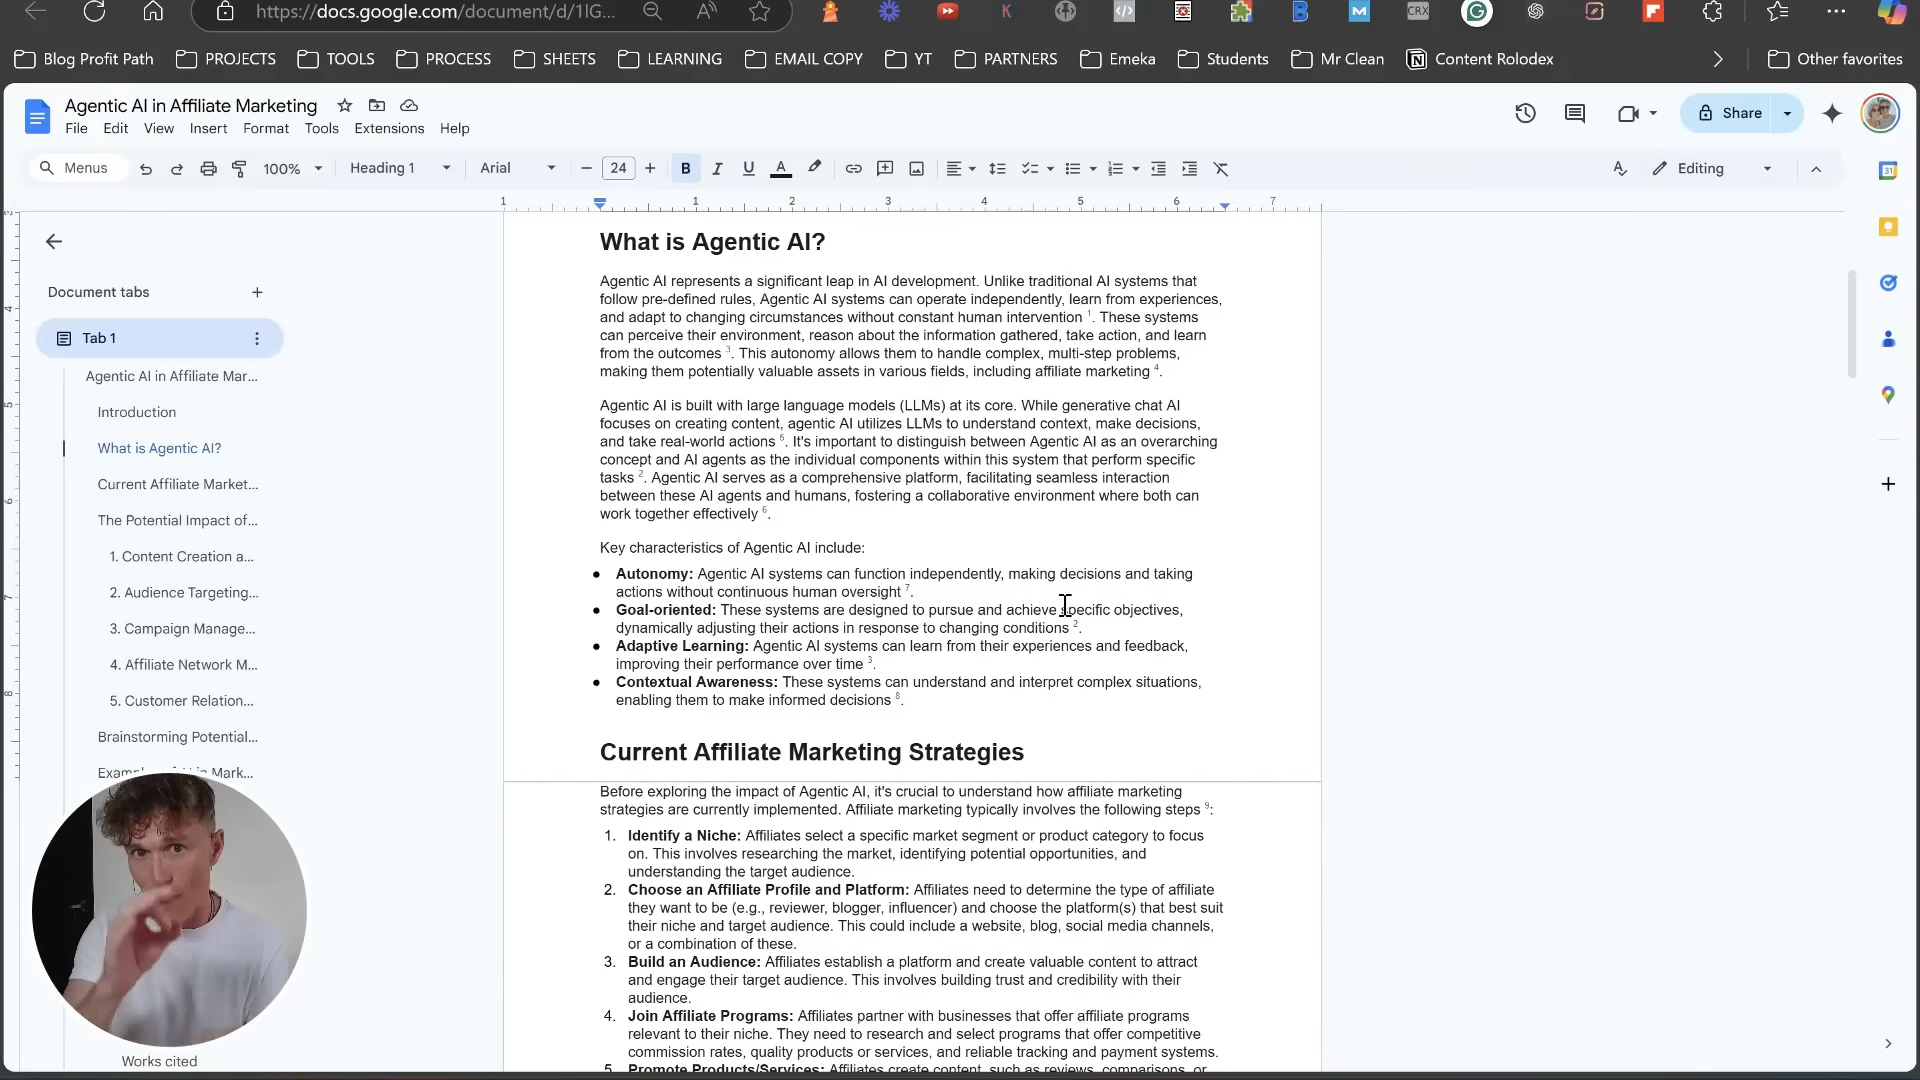 https://docs.google.com/document/d/1lG...
Blog Profit Path
PROJECTS
TOOLS
PROCESS
SHEETS
LEARNING
EMAIL COPY
YT
PARTNERS
Emeka
Students
Mr Clean
Content Rolodex
Other favorites
Agentic AI in Affiliate Marketing
File Edit View Insert Format Tools Extensions Help
Share
Menus
100%
Heading 1
Arial
24
Editing
1 1 2 3 4 5 6 7
Document tabs
Tab 1
Agentic AI in Affiliate Mar...
Introduction
What is Agentic AI?
Current Affiliate Market...
The Potential Impact of...
1. Content Creation a...
2. Audience Targeting...
3. Campaign Manage...
4. Affiliate Network M...
5. Customer Relation...
Brainstorming Potential...
Works cited
What is Agentic AI?
Agentic AI represents a significant leap in AI development. Unlike traditional AI systems that
follow pre-defined rules, Agentic AI systems can operate independently, learn from experiences,
and adapt to changing circumstances without constant human intervention 1. These systems
can perceive their environment, reason about the information gathered, take action, and learn
from the outcomes 3. This autonomy allows them to handle complex, multi-step problems,
making them potentially valuable assets in various fields, including affiliate marketing 4.
Agentic AI is built with large language models (LLMs) at its core. While generative chat AI
focuses on creating content, agentic AI utilizes LLMs to understand context, make decisions,
and take real-world actions 5. It's important to distinguish between Agentic AI as an overarching
concept and AI agents as the individual components within this system that perform specific
tasks 2. Agentic AI serves as a comprehensive platform, facilitating seamless interaction
between these AI agents and humans, fostering a collaborative environment where both can
work together effectively 6.
Key characteristics of Agentic AI include:
● Autonomy: Agentic AI systems can function independently, making decisions and taking
actions without continuous human oversight 7.
● Goal-oriented: These systems are designed to pursue and achieve specific objectives,
dynamically adjusting their actions in response to changing conditions 2.
● Adaptive Learning: Agentic AI systems can learn from their experiences and feedback,
improving their performance over time 3.
● Contextual Awareness: These systems can understand and interpret complex situations,
enabling them to make informed decisions 8.
Current Affiliate Marketing Strategies
Before exploring the impact of Agentic AI, it's crucial to understand how affiliate marketing
strategies are currently implemented. Affiliate marketing typically involves the following steps 9:
1. Identify a Niche: Affiliates select a specific market segment or product category to focus
on. This involves researching the market, identifying potential opportunities, and
understanding the target audience.
2. Choose an Affiliate Profile and Platform: Affiliates need to determine the type of affiliate
they want to be (e.g., reviewer, blogger, influencer) and choose the platform(s) that best suit
their niche and target audience. This could include a website, blog, social media channels,
or a combination of these.
3. Build an Audience: Affiliates establish a platform and create valuable content to attract
and engage their target audience. This involves building trust and credibility with their
audience.
4. Join Affiliate Programs: Affiliates partner with businesses that offer affiliate programs
relevant to their niche. They need to research and select programs that offer competitive
commission rates, quality products or services, and reliable tracking and payment systems.
5. Promote Products/Services: Affiliates create content, such as reviews, comparisons, or